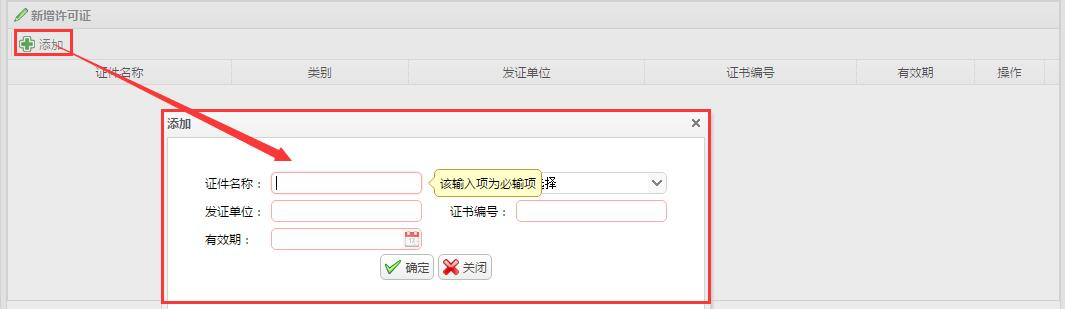 新增许可证
添加
证件名称 类别 发证单位 证书编号 有效期 操作
添加
证件名称： 该输入项为必输项 选择
发证单位： 证书编号：
有效期：
确定 关闭